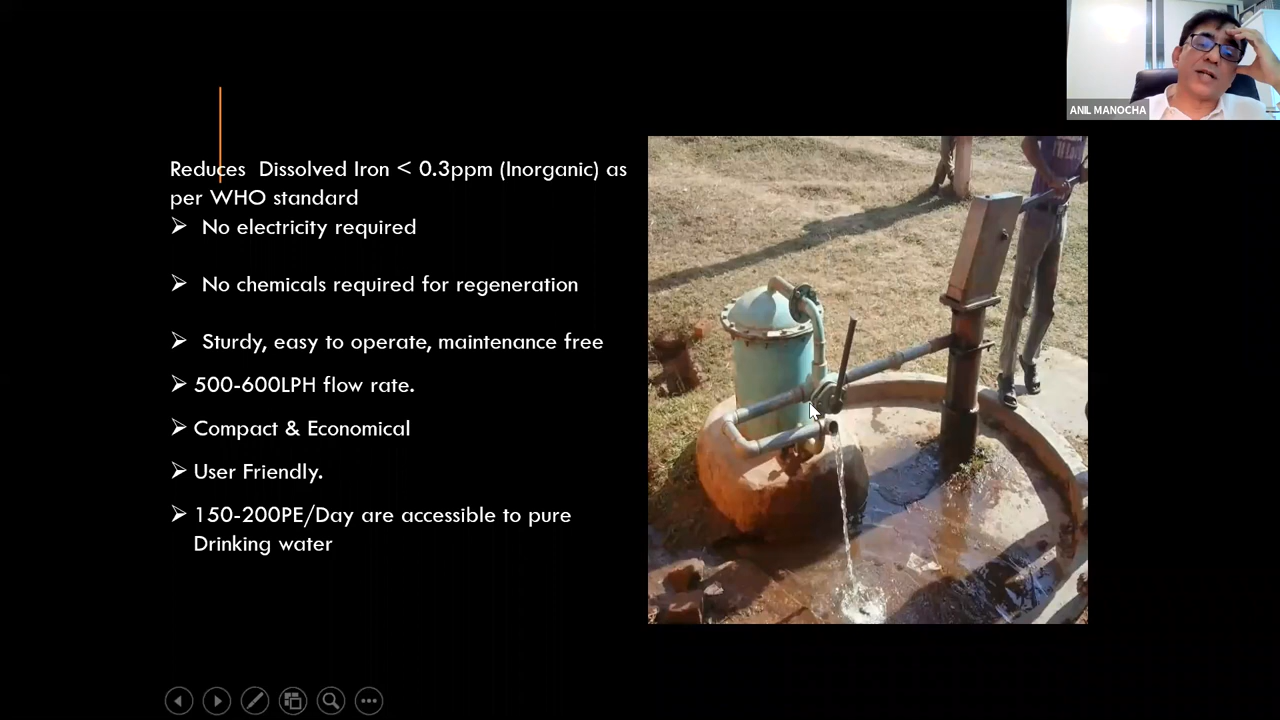 ANIL MANOCHA
Reduces Dissolved Iron < 0.3ppm (Inorganic) as
per WHO standard
➢ No electricity required
➢ No chemicals required for regeneration
➢ Sturdy, easy to operate, maintenance free
➢ 500-600LPH flow rate.
➢ Compact & Economical
➢ User Friendly.
➢ 150-200PE/Day are accessible to pure
Drinking water